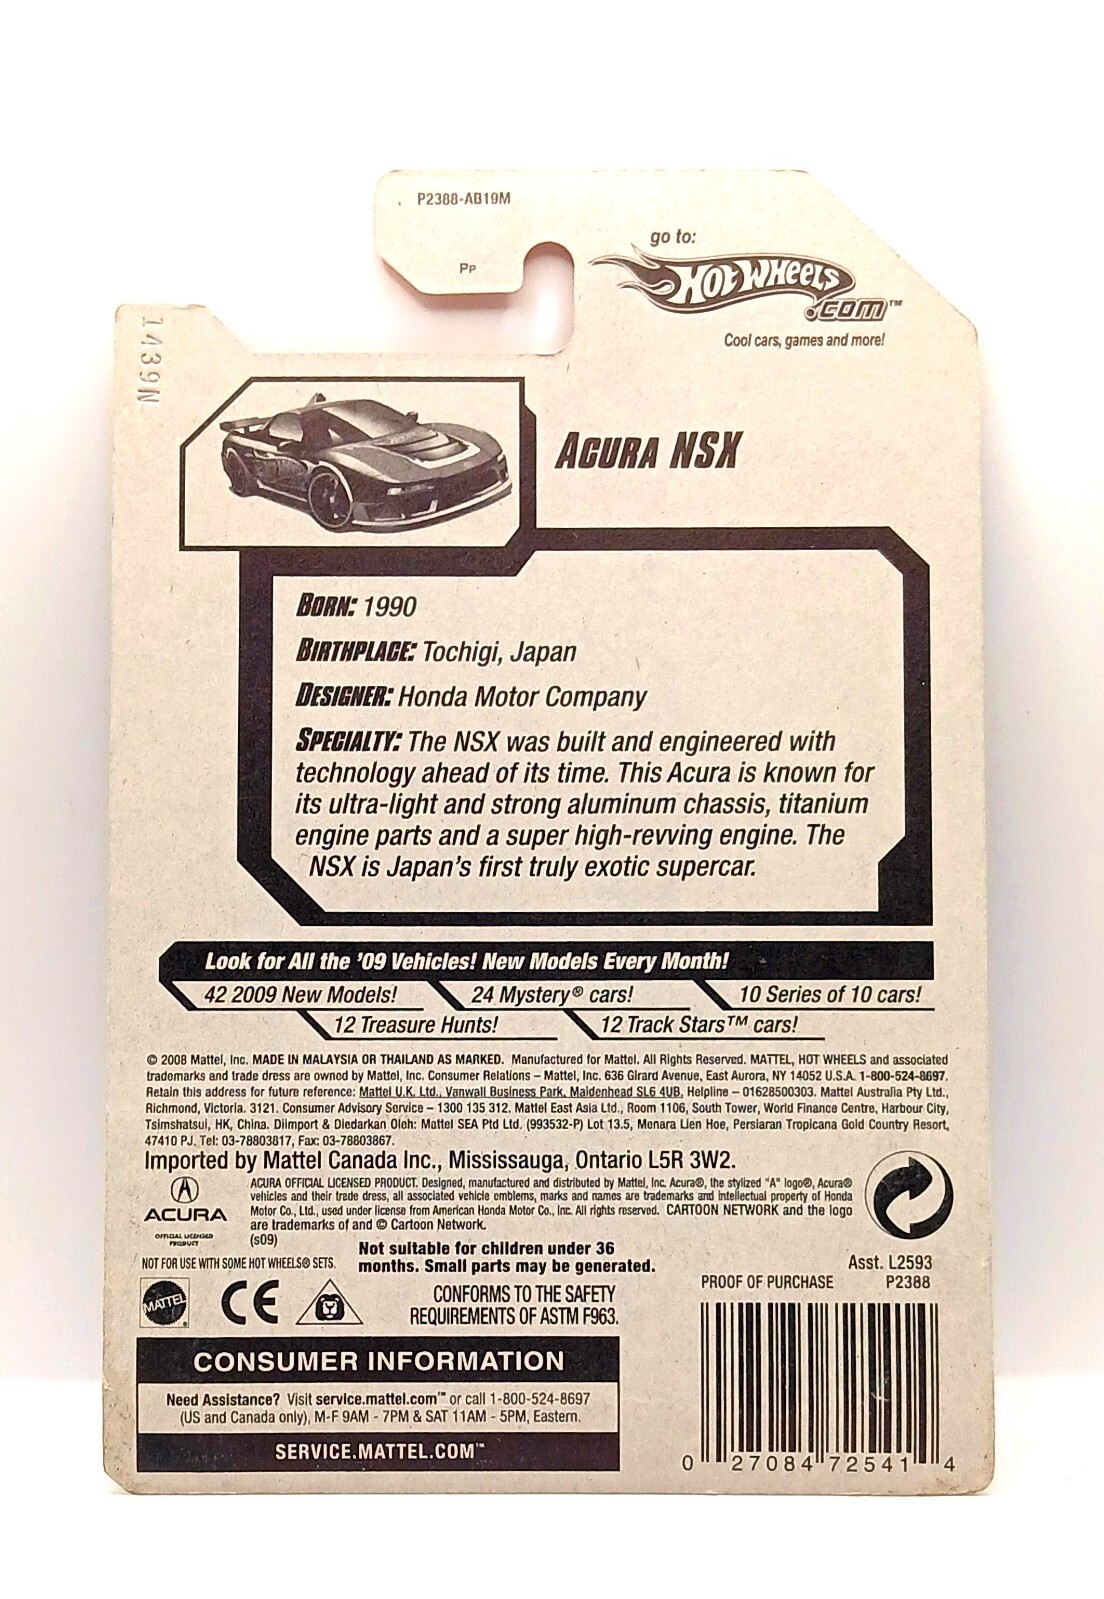 P2388-AB19M
PP
go to:
HOT WHEELS
.COM™
Cool cars, games and more!
1439N
ACURA NSX
BORN: 1990
BIRTHPLACE: Tochigi, Japan
DESIGNER: Honda Motor Company
SPECIALTY: The NSX was built and engineered with
technology ahead of its time. This Acura is known for
its ultra-light and strong aluminum chassis, titanium
engine parts and a super high-revving engine. The
NSX is Japan's first truly exotic supercar.
Look for All the '09 Vehicles! New Models Every Month!
42 2009 New Models! 24 Mystery® cars! 10 Series of 10 cars!
12 Treasure Hunts! 12 Track Stars™ cars!
© 2008 Mattel, Inc. MADE IN MALAYSIA OR THAILAND AS MARKED. Manufactured for Mattel. All Rights Reserved. MATTEL, HOT WHEELS and associated
trademarks and trade dress are owned by Mattel, Inc. Consumer Relations – Mattel, Inc. 636 Girard Avenue, East Aurora, NY 14052 U.S.A. 1-800-524-8697.
Retain this address for future reference: Mattel U.K. Ltd., Vanwall Business Park, Maidenhead SL6 4UB, Helpline – 01628500303. Mattel Australia Pty Ltd.,
Richmond, Victoria. 3121. Consumer Advisory Service – 1300 135 312. Mattel East Asia Ltd., Room 1106, South Tower, World Finance Centre, Harbour City,
Tsimshatsui, HK, China. Diimport & Diedarkan Oleh: Mattel SEA Ptd Ltd. (993532-P) Lot 13.5, Menara Lien Hoe, Persiaran Tropicana Gold Country Resort,
47410 PJ. Tel: 03-78803817, Fax: 03-78803867.
Imported by Mattel Canada Inc., Mississauga, Ontario L5R 3W2.
ACURA
OFFICIAL LICENSED
PRODUCT
ACURA OFFICIAL LICENSED PRODUCT. Designed, manufactured and distributed by Mattel, Inc. Acura®, the stylized "A" logo®, Acura®
vehicles and their trade dress, all associated vehicle emblems, marks and names are trademarks and intellectual property of Honda
Motor Co., Ltd., used under license from American Honda Motor Co., Inc. All rights reserved. CARTOON NETWORK and the logo
are trademarks of and © Cartoon Network.
(s09)
NOT FOR USE WITH SOME HOT WHEELS® SETS.
Not suitable for children under 36
months. Small parts may be generated.
Asst. L2593
PROOF OF PURCHASE P2388
MATTEL®
CE
CONFORMS TO THE SAFETY
REQUIREMENTS OF ASTM F963.
CONSUMER INFORMATION
Need Assistance? Visit service.mattel.com™ or call 1-800-524-8697
(US and Canada only), M-F 9AM - 7PM & SAT 11AM - 5PM, Eastern.
SERVICE.MATTEL.COM™
0 27084 72541 4